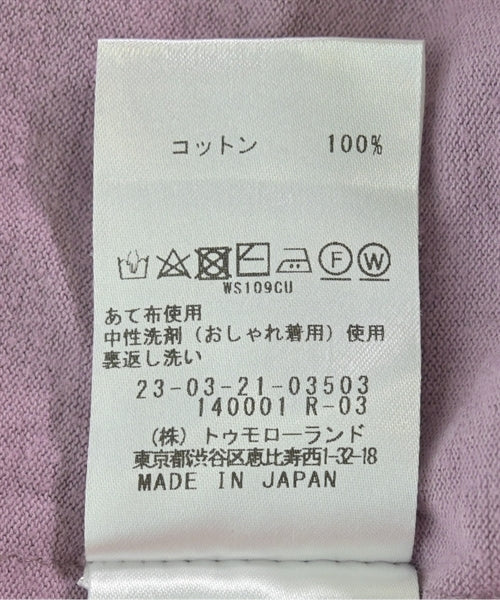 コットン 100%
F W
WS109CU
あて布使用
中性洗剤(おしゃれ着用)使用
裏返し洗い
23-03-21-03503
140001 R-03
(株)トゥモローランド
東京都渋谷区恵比寿西1-32-18
MADE IN JAPAN